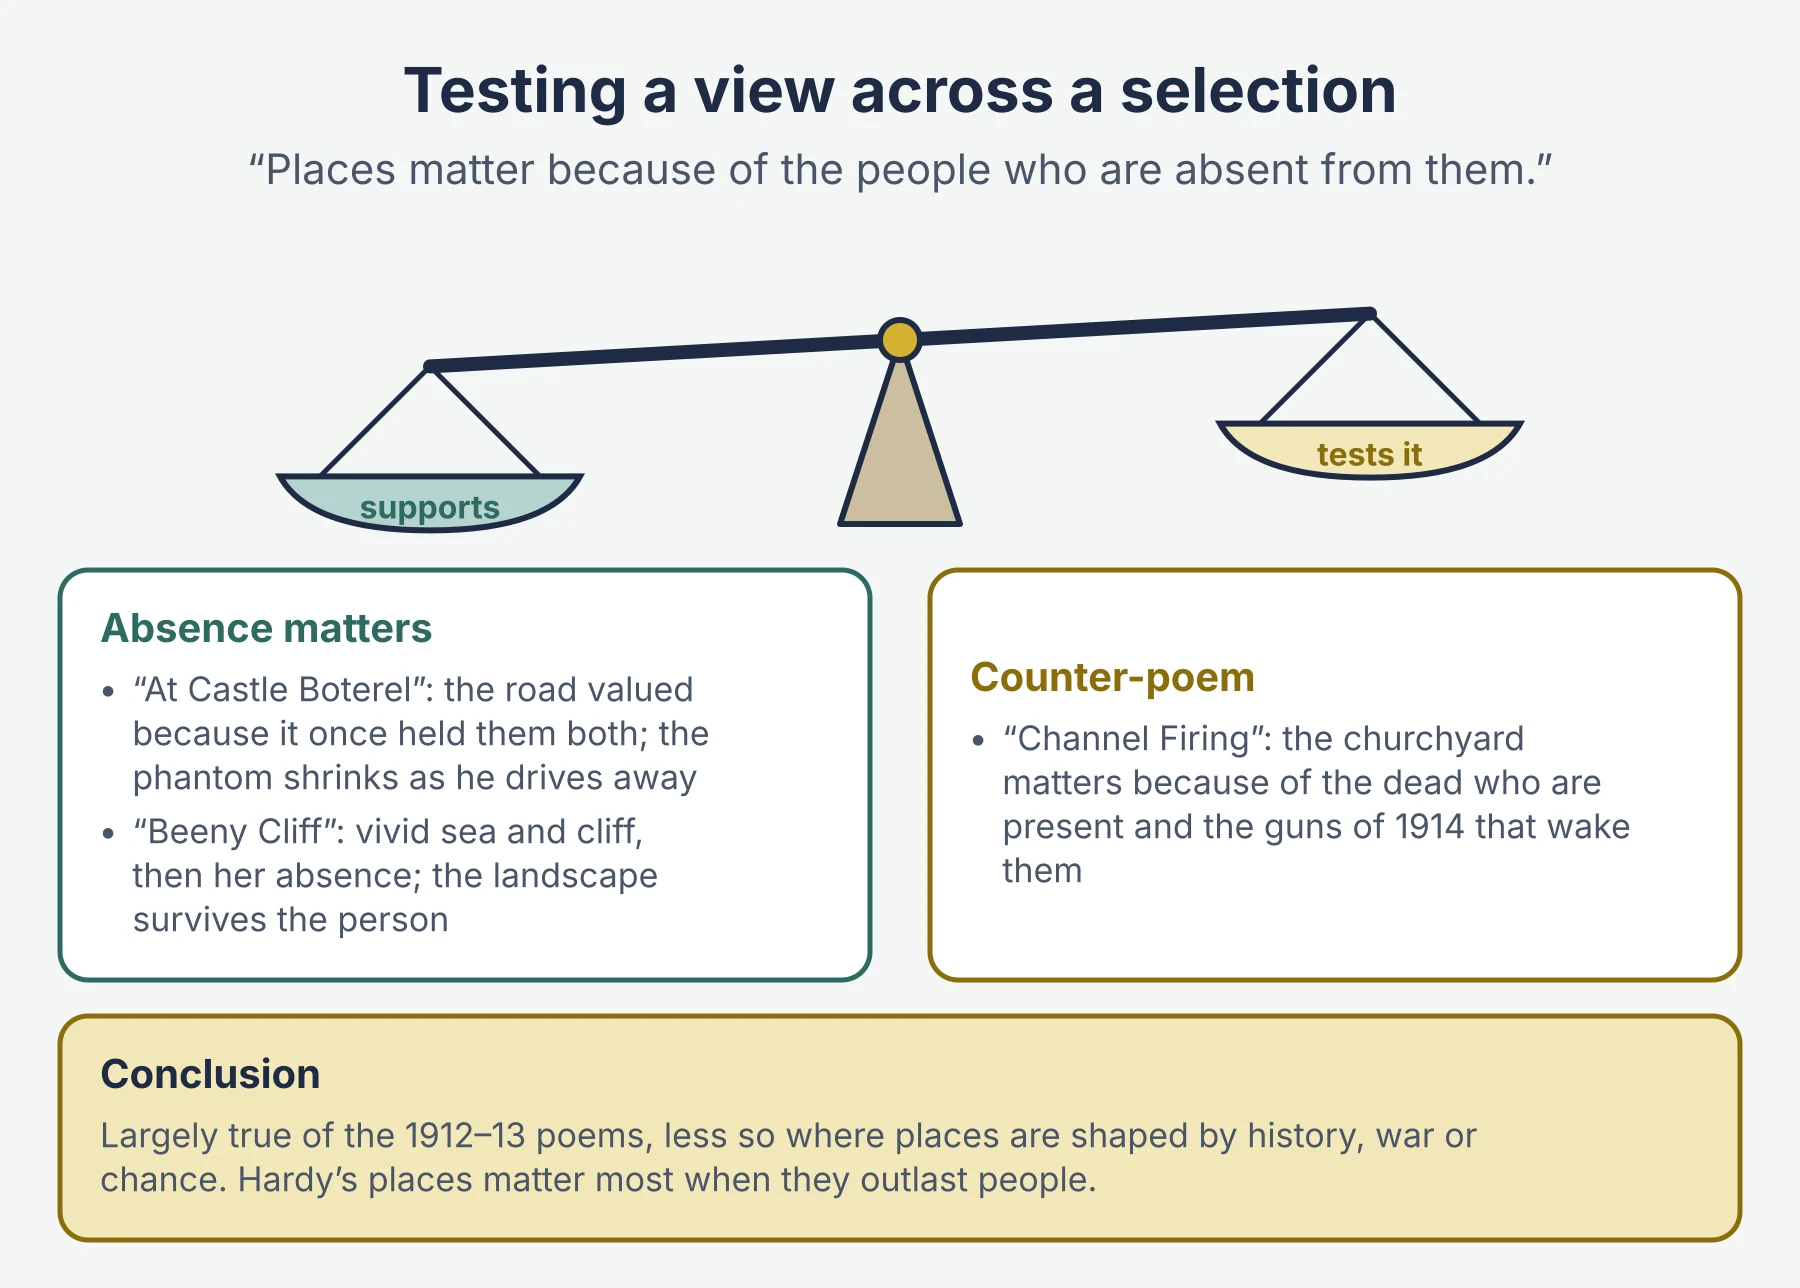 Testing a view across a selection
“Places matter because of the people who are absent from them.”
supports
tests it
Absence matters
• “At Castle Boterel”: the road valued
because it once held them both; the
phantom shrinks as he drives away
• “Beeny Cliff”: vivid sea and cliff,
then her absence; the landscape
survives the person
Counter-poem
• “Channel Firing”: the churchyard
matters because of the dead who are
present and the guns of 1914 that wake
them
Conclusion
Largely true of the 1912–13 poems, less so where places are shaped by history, war or
chance. Hardy’s places matter most when they outlast people.